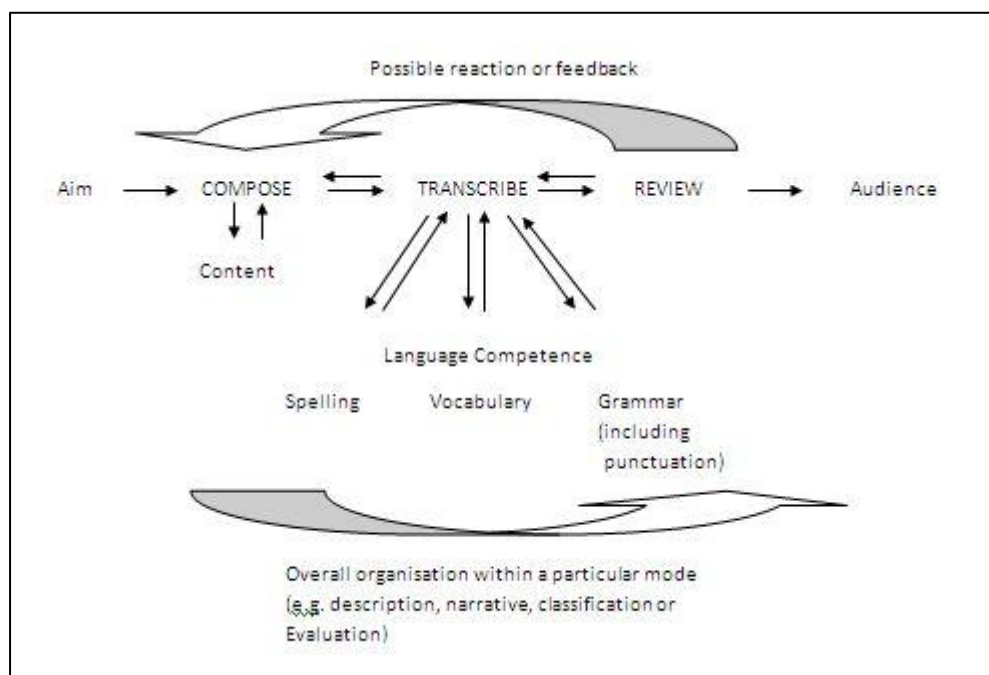 Possible reaction or feedback
Aim COMPOSE TRANSCRIBE REVIEW Audience
Content
Language Competence
Spelling Vocabulary Grammar
(including
punctuation)
Overall organisation within a particular mode
(e.g. description, narrative, classification or
Evaluation)